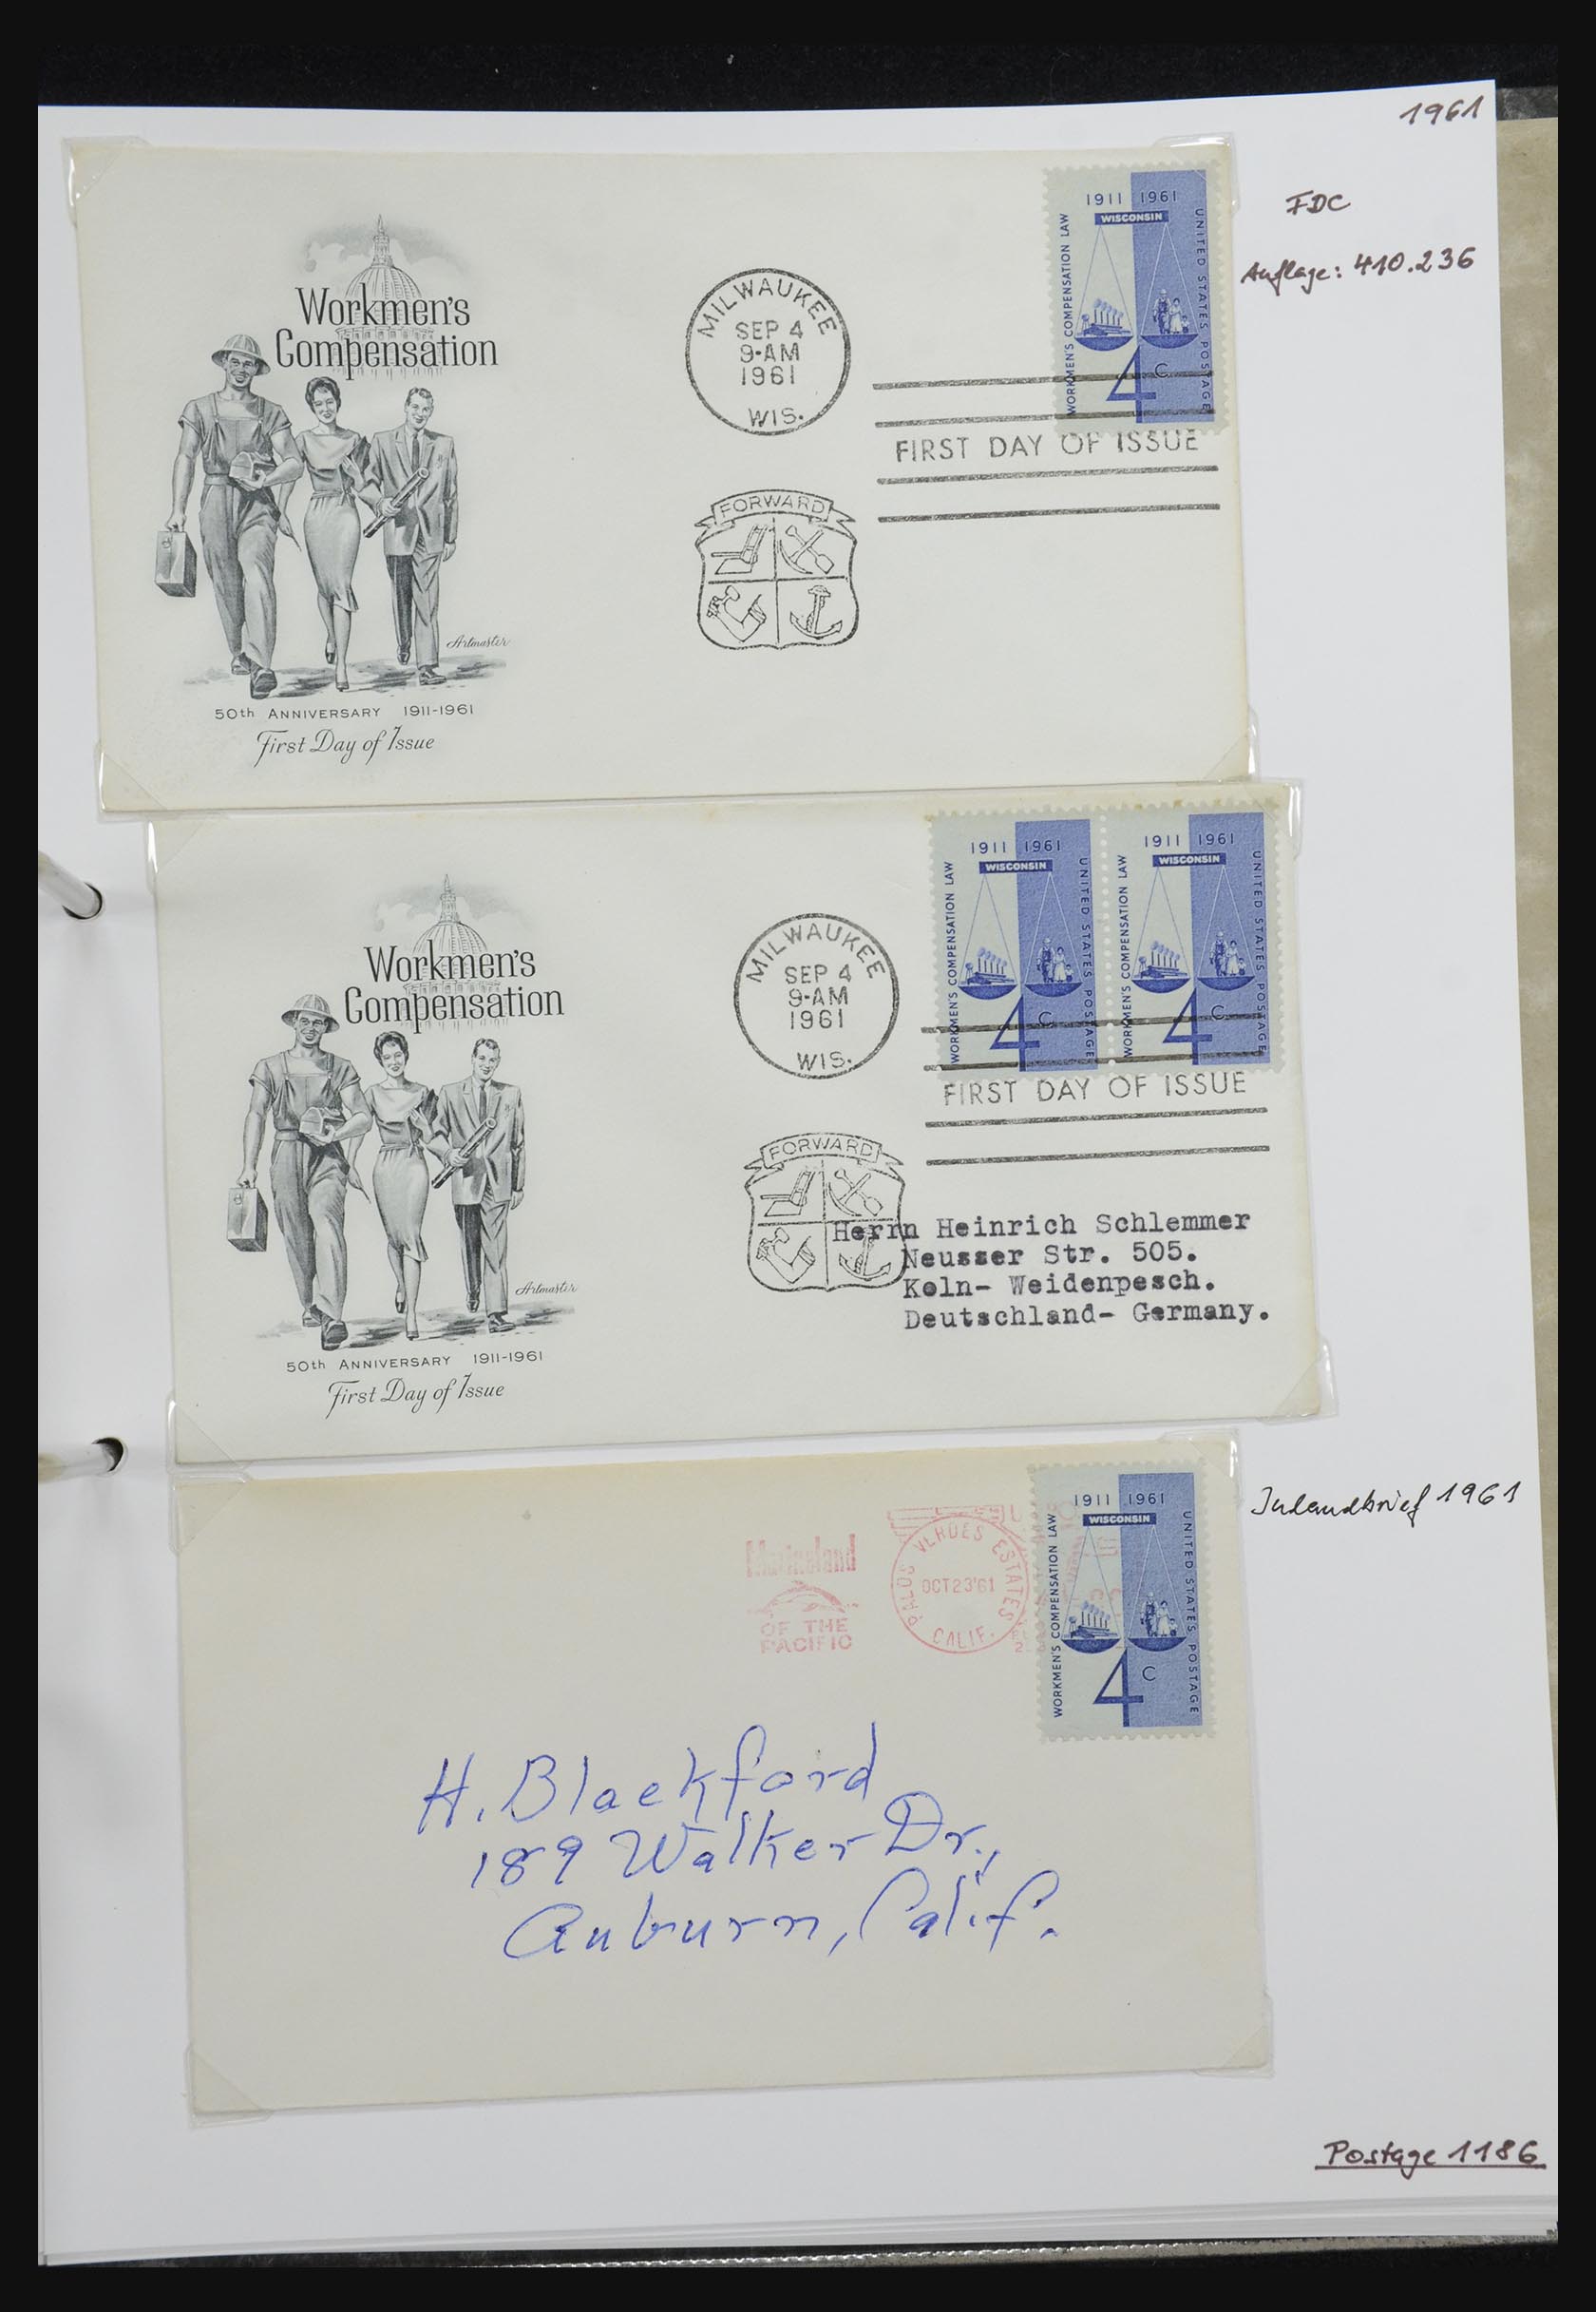 1961
FDC
Auflage: 410.236
Workmen's
Compensation
Artmaster
50th ANNIVERSARY 1911-1961
First Day of Issue
MILWAUKEE
SEP 4
9-AM
1961
WIS.
FORWARD
1911 1961
WISCONSIN
WORKMEN'S COMPENSATION LAW
UNITED STATES POSTAGE
4 C
FIRST DAY OF ISSUE
Workmen's
Compensation
Artmaster
50th ANNIVERSARY 1911-1961
First Day of Issue
MILWAUKEE
SEP 4
9-AM
1961
WIS.
FORWARD
1911 1961
WISCONSIN
WORKMEN'S COMPENSATION LAW
UNITED STATES POSTAGE
4 C
1911 1961
WISCONSIN
WORKMEN'S COMPENSATION LAW
UNITED STATES POSTAGE
4 C
FIRST DAY OF ISSUE
Herrn Heinrich Schlemmer
Neusser Str. 505.
Koln- Weidenpesch.
Deutschland- Germany.
Inlandbrief 1961
Marineland
OF THE
PACIFIC
PALOS VERDES ESTATES
OCT 23 '61
CALIF.
1911 1961
WISCONSIN
WORKMEN'S COMPENSATION LAW
UNITED STATES POSTAGE
4 C
H. Blackford
189 Walker Dr.,
Auburn, Calif.
Postage 1186